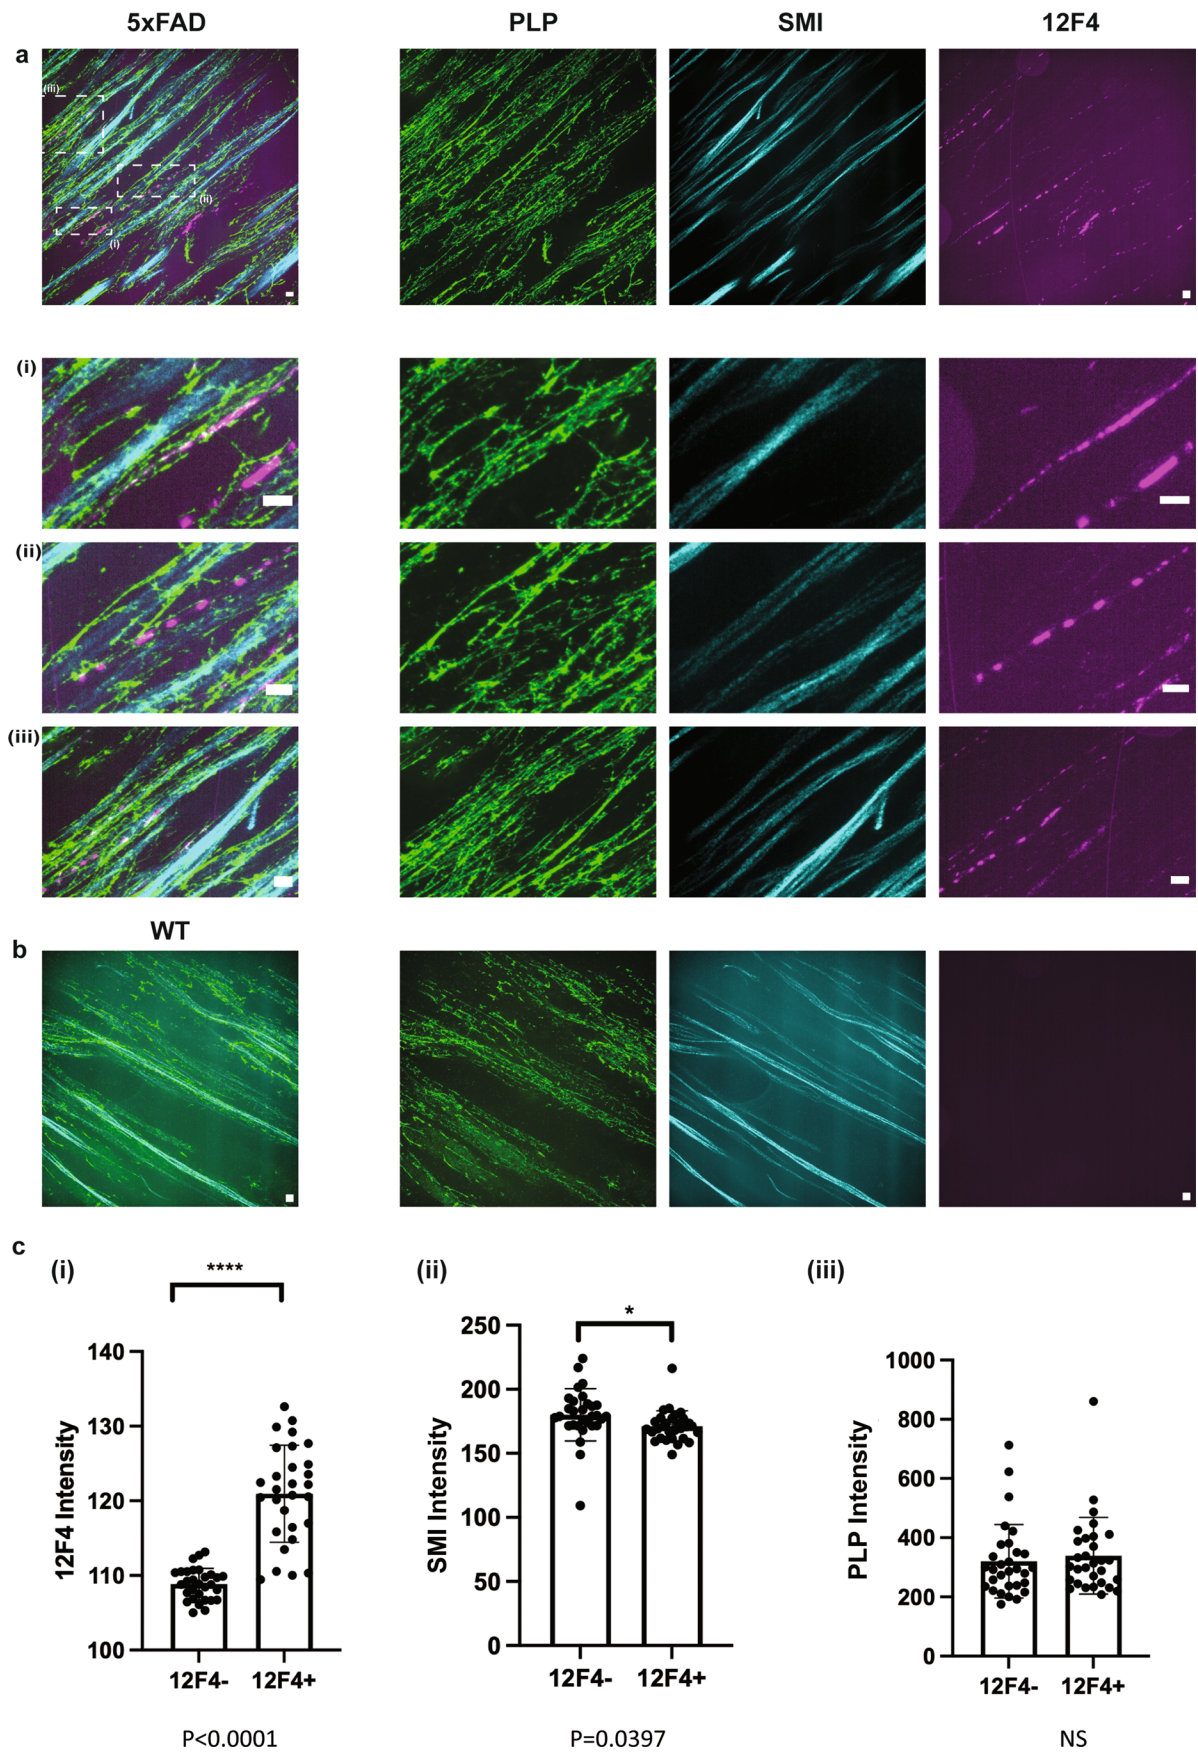 5xFAD PLP SMI 12F4
a
(iii)
(ii)
(i)
(i)
(ii)
(iii)
WT
b
c
(i) (ii) (iii)
**** *
140
130
120
110
100
12F4 Intensity
12F4- 12F4+
P<0.0001
250
200
150
100
50
0
SMI Intensity
12F4- 12F4+
P=0.0397
1000
800
600
400
200
0
PLP Intensity
12F4- 12F4+
NS